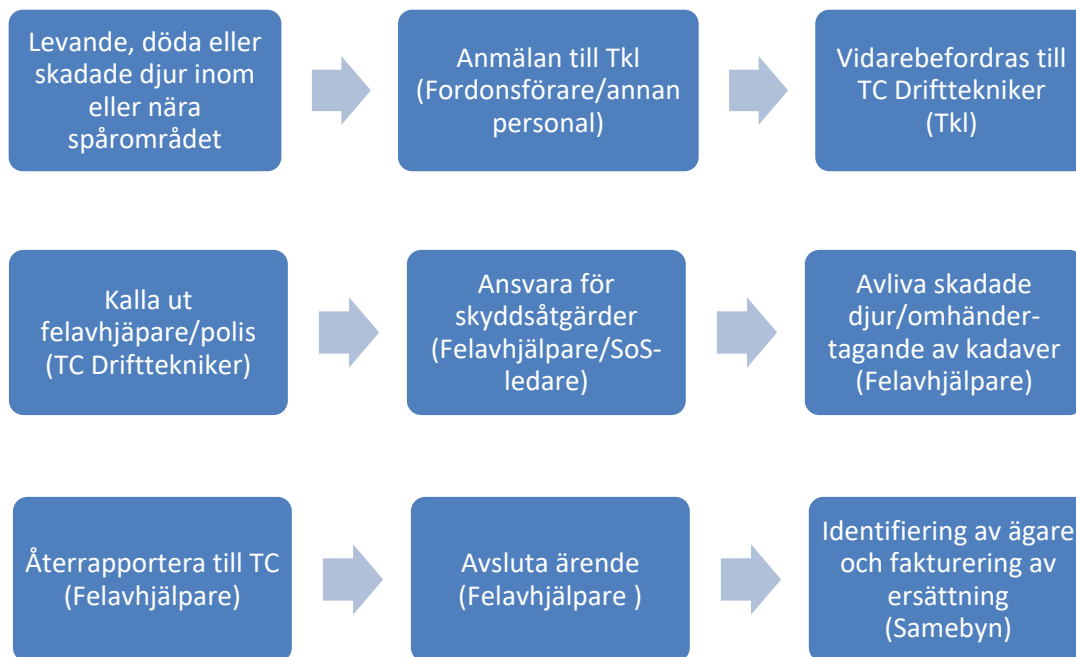 Levande, döda eller
skadade djur inom
eller nära
spårområdet
Anmälan till Tkl
(Fordonsförare/annan
personal)
Vidarebefordras till
TC Drifttekniker
(Tkl)
Kalla ut
felavhjäpare/polis
(TC Drifttekniker)
Ansvara för
skyddsåtgärder
(Felavhjälpare/SoS-
ledare)
Avliva skadade
djur/omhänder-
tagande av kadaver
(Felavhjälpare)
Återrapportera till TC
(Felavhjälpare)
Avsluta ärende
(Felavhjälpare )
Identifiering av ägare
och fakturering av
ersättning
(Samebyn)